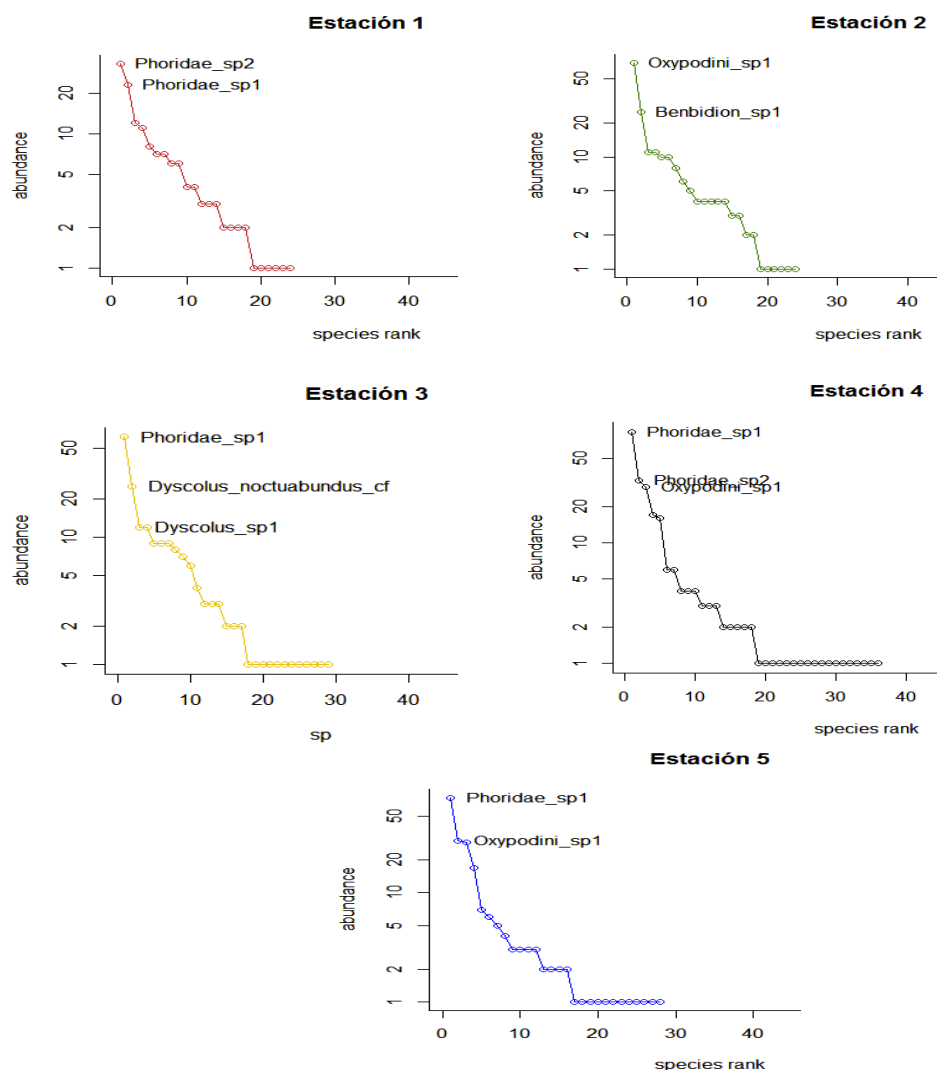 Estación 1
Phoridae_sp2
Phoridae_sp1
abundance
1 2 5 10 20
0 10 20 30 40
species rank
Estación 2
Oxypodini_sp1
Benbidion_sp1
abundance
1 2 5 10 20 50
0 10 20 30 40
species rank
Estación 3
Phoridae_sp1
Dyscolus_noctuabundus_cf
Dyscolus_sp1
abundance
1 2 5 10 20 50
0 10 20 30 40
sp
Estación 4
Phoridae_sp1
Phoridae_sp2
Oxypodini_sp1
abundance
1 2 5 10 20 50
0 10 20 30 40
species rank
Estación 5
Phoridae_sp1
Oxypodini_sp1
abundance
1 2 5 10 20 50
0 10 20 30 40
species rank